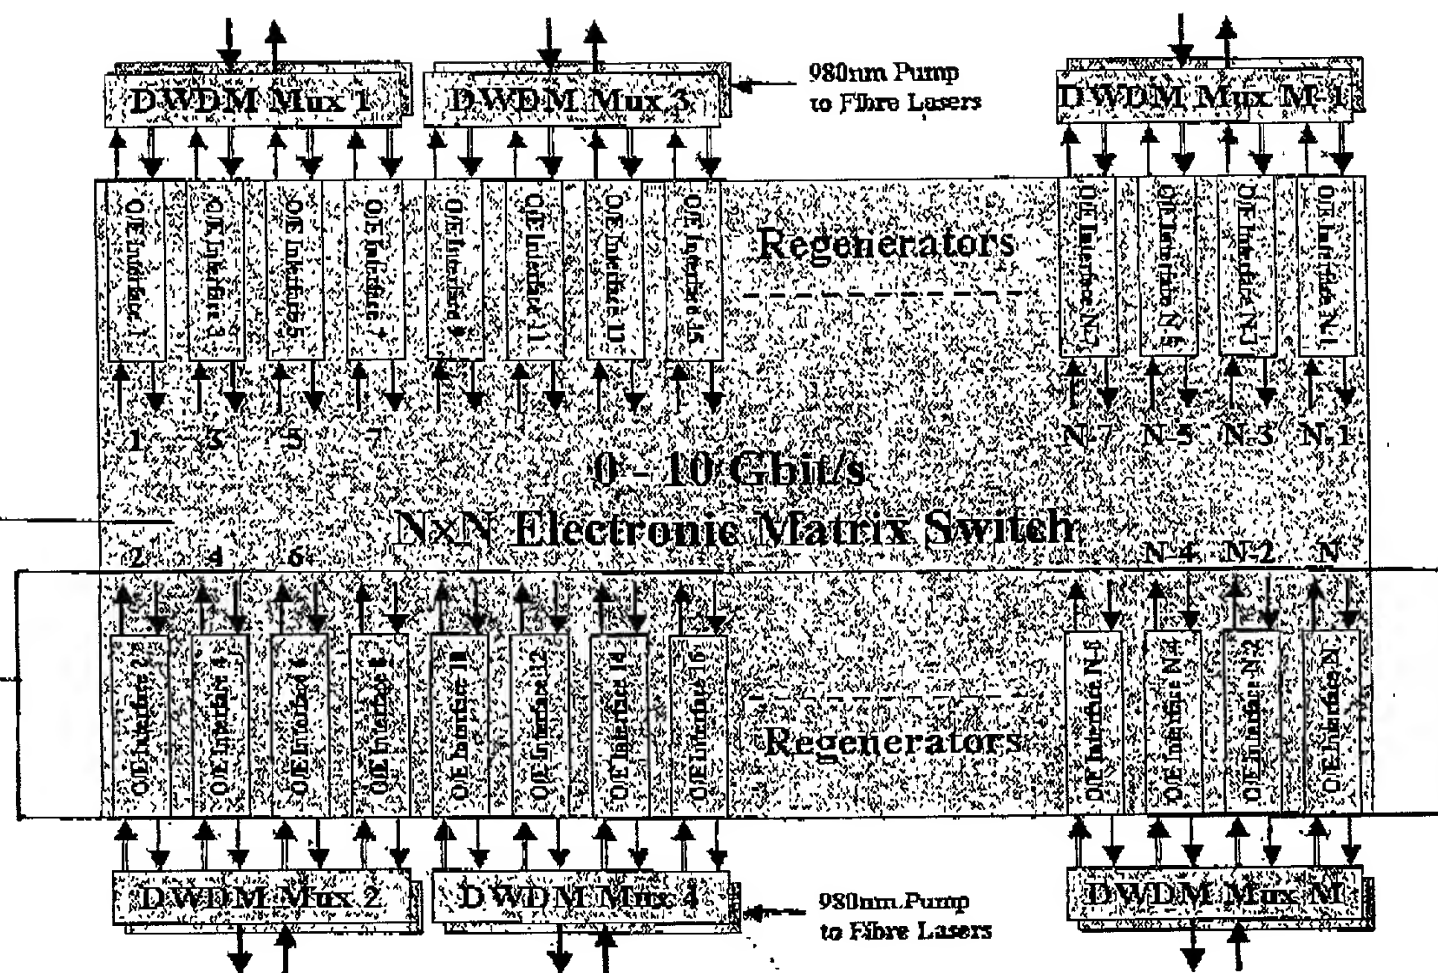 DWDM Mux 1
DWDM Mux 3
980nm Pump
to Fibre Lasers
DWDM Mux M-1
O/E Interface 1
O/E Interface 3
O/E Interface 5
O/E Interface
O/E Interface 9
O/E Interface 11
O/E Interface 13
O/E Interface 15
Regenerators
O/E Interface N-7
O/E Interface N-
O/E Interface N-3
O/E Interface N-1
1
3
5
7
N-7
N-5
N-3
N-1
0 - 10 Gbit/s
NxN Electronic Matrix Switch
2
4
6
N-4
N-2
N
O/E Interface 2
O/E Interface 4
O/E Interface
O/E Interface 8
O/E Interface 10
O/E Interface 12
O/E Interface 14
O/E Interface 16
Regenerators
O/E Interface
O/E Interface N-4
O/E Interface N-2
O/E Interface N
DWDM Mux 2
DWDM Mux 4
980nm Pump
to Fibre Lasers
DWDM Mux M